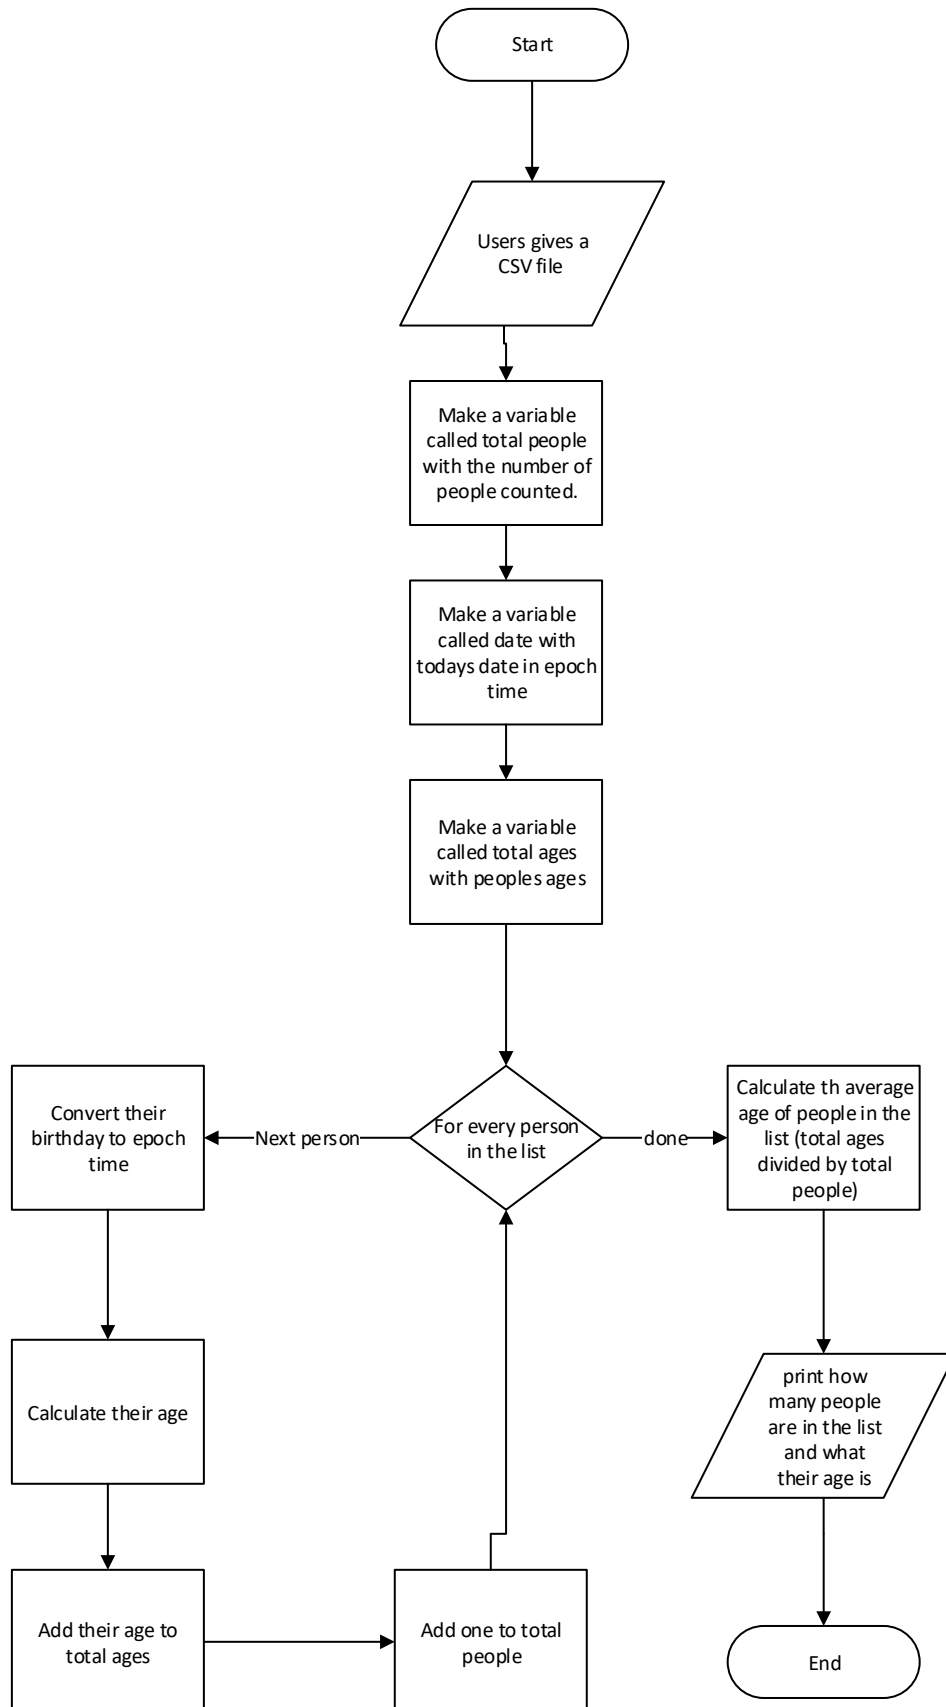 Start
Users gives a
CSV file
Make a variable
called total people
with the number of
people counted.
Make a variable
called date with
todays date in epoch
time
Make a variable
called total ages
with peoples ages
For every person
in the list
Next person
done
Convert their
birthday to epoch
time
Calculate their age
Add their age to
total ages
Add one to total
people
Calculate th average
age of people in the
list (total ages
divided by total
people)
print how
many people
are in the list
and what
their age is
End